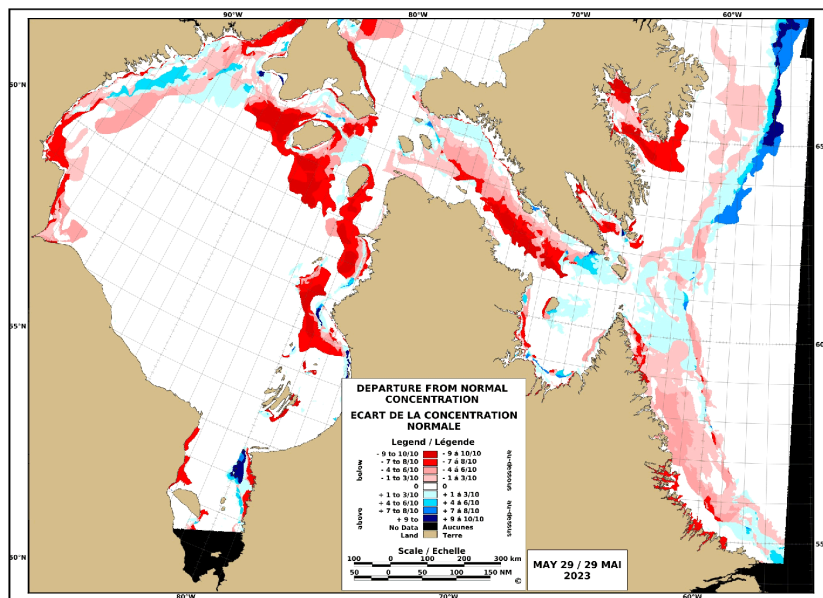 90°W
80°W
70°W
60°W
60°N
65°N
55°N
60°N
50°N
55°N
80°W
60°W
DEPARTURE FROM NORMAL
CONCENTRATION
ECART DE LA CONCENTRATION
NORMALE
Legend / Légende
below
au-dessous
- 9 to 10/10 - 9 à 10/10
- 7 to 8/10 - 7 à 8/10
- 4 to 6/10 - 4 à 6/10
- 1 to 3/10 - 1 à 3/10
0 0
above
au-dessus
+ 1 to 3/10 + 1 à 3/10
+ 4 to 6/10 + 4 à 6/10
+ 7 to 8/10 + 7 à 8/10
+ 9 to + 9 à 10/10
No Data Aucunes
Land Terre
Scale / Echelle
100 0 100 200 300 km
50 0 50 100 150 NM
©
MAY 29 / 29 MAI
2023